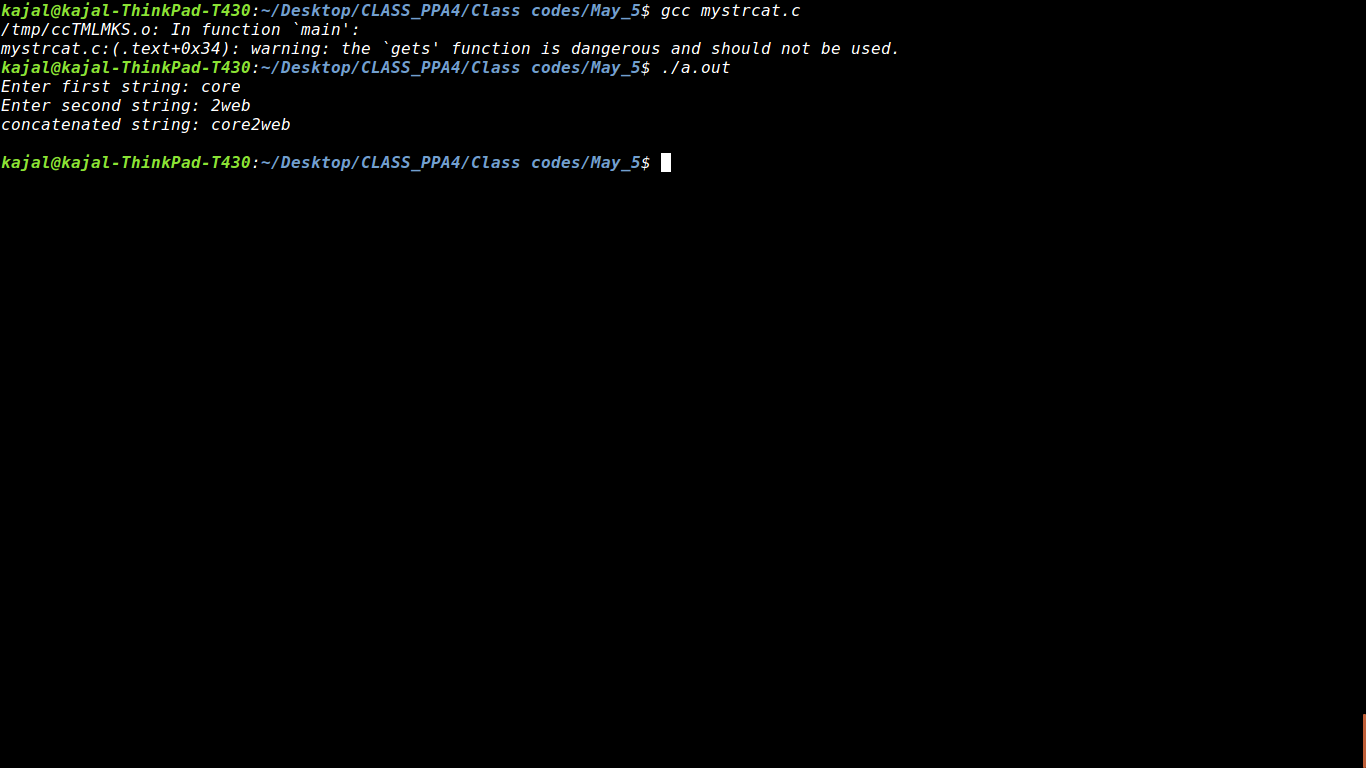 kajal@kajal-ThinkPad-T430:~/Desktop/CLASS_PPA4/Class codes/May_5$ gcc mystrcat.c
/tmp/ccTMLMKS.o: In function `main':
mystrcat.c:(.text+0x34): warning: the `gets' function is dangerous and should not be used.
kajal@kajal-ThinkPad-T430:~/Desktop/CLASS_PPA4/Class codes/May_5$ ./a.out
Enter first string: core
Enter second string: 2web
concatenated string: core2web
kajal@kajal-ThinkPad-T430:~/Desktop/CLASS_PPA4/Class codes/May_5$